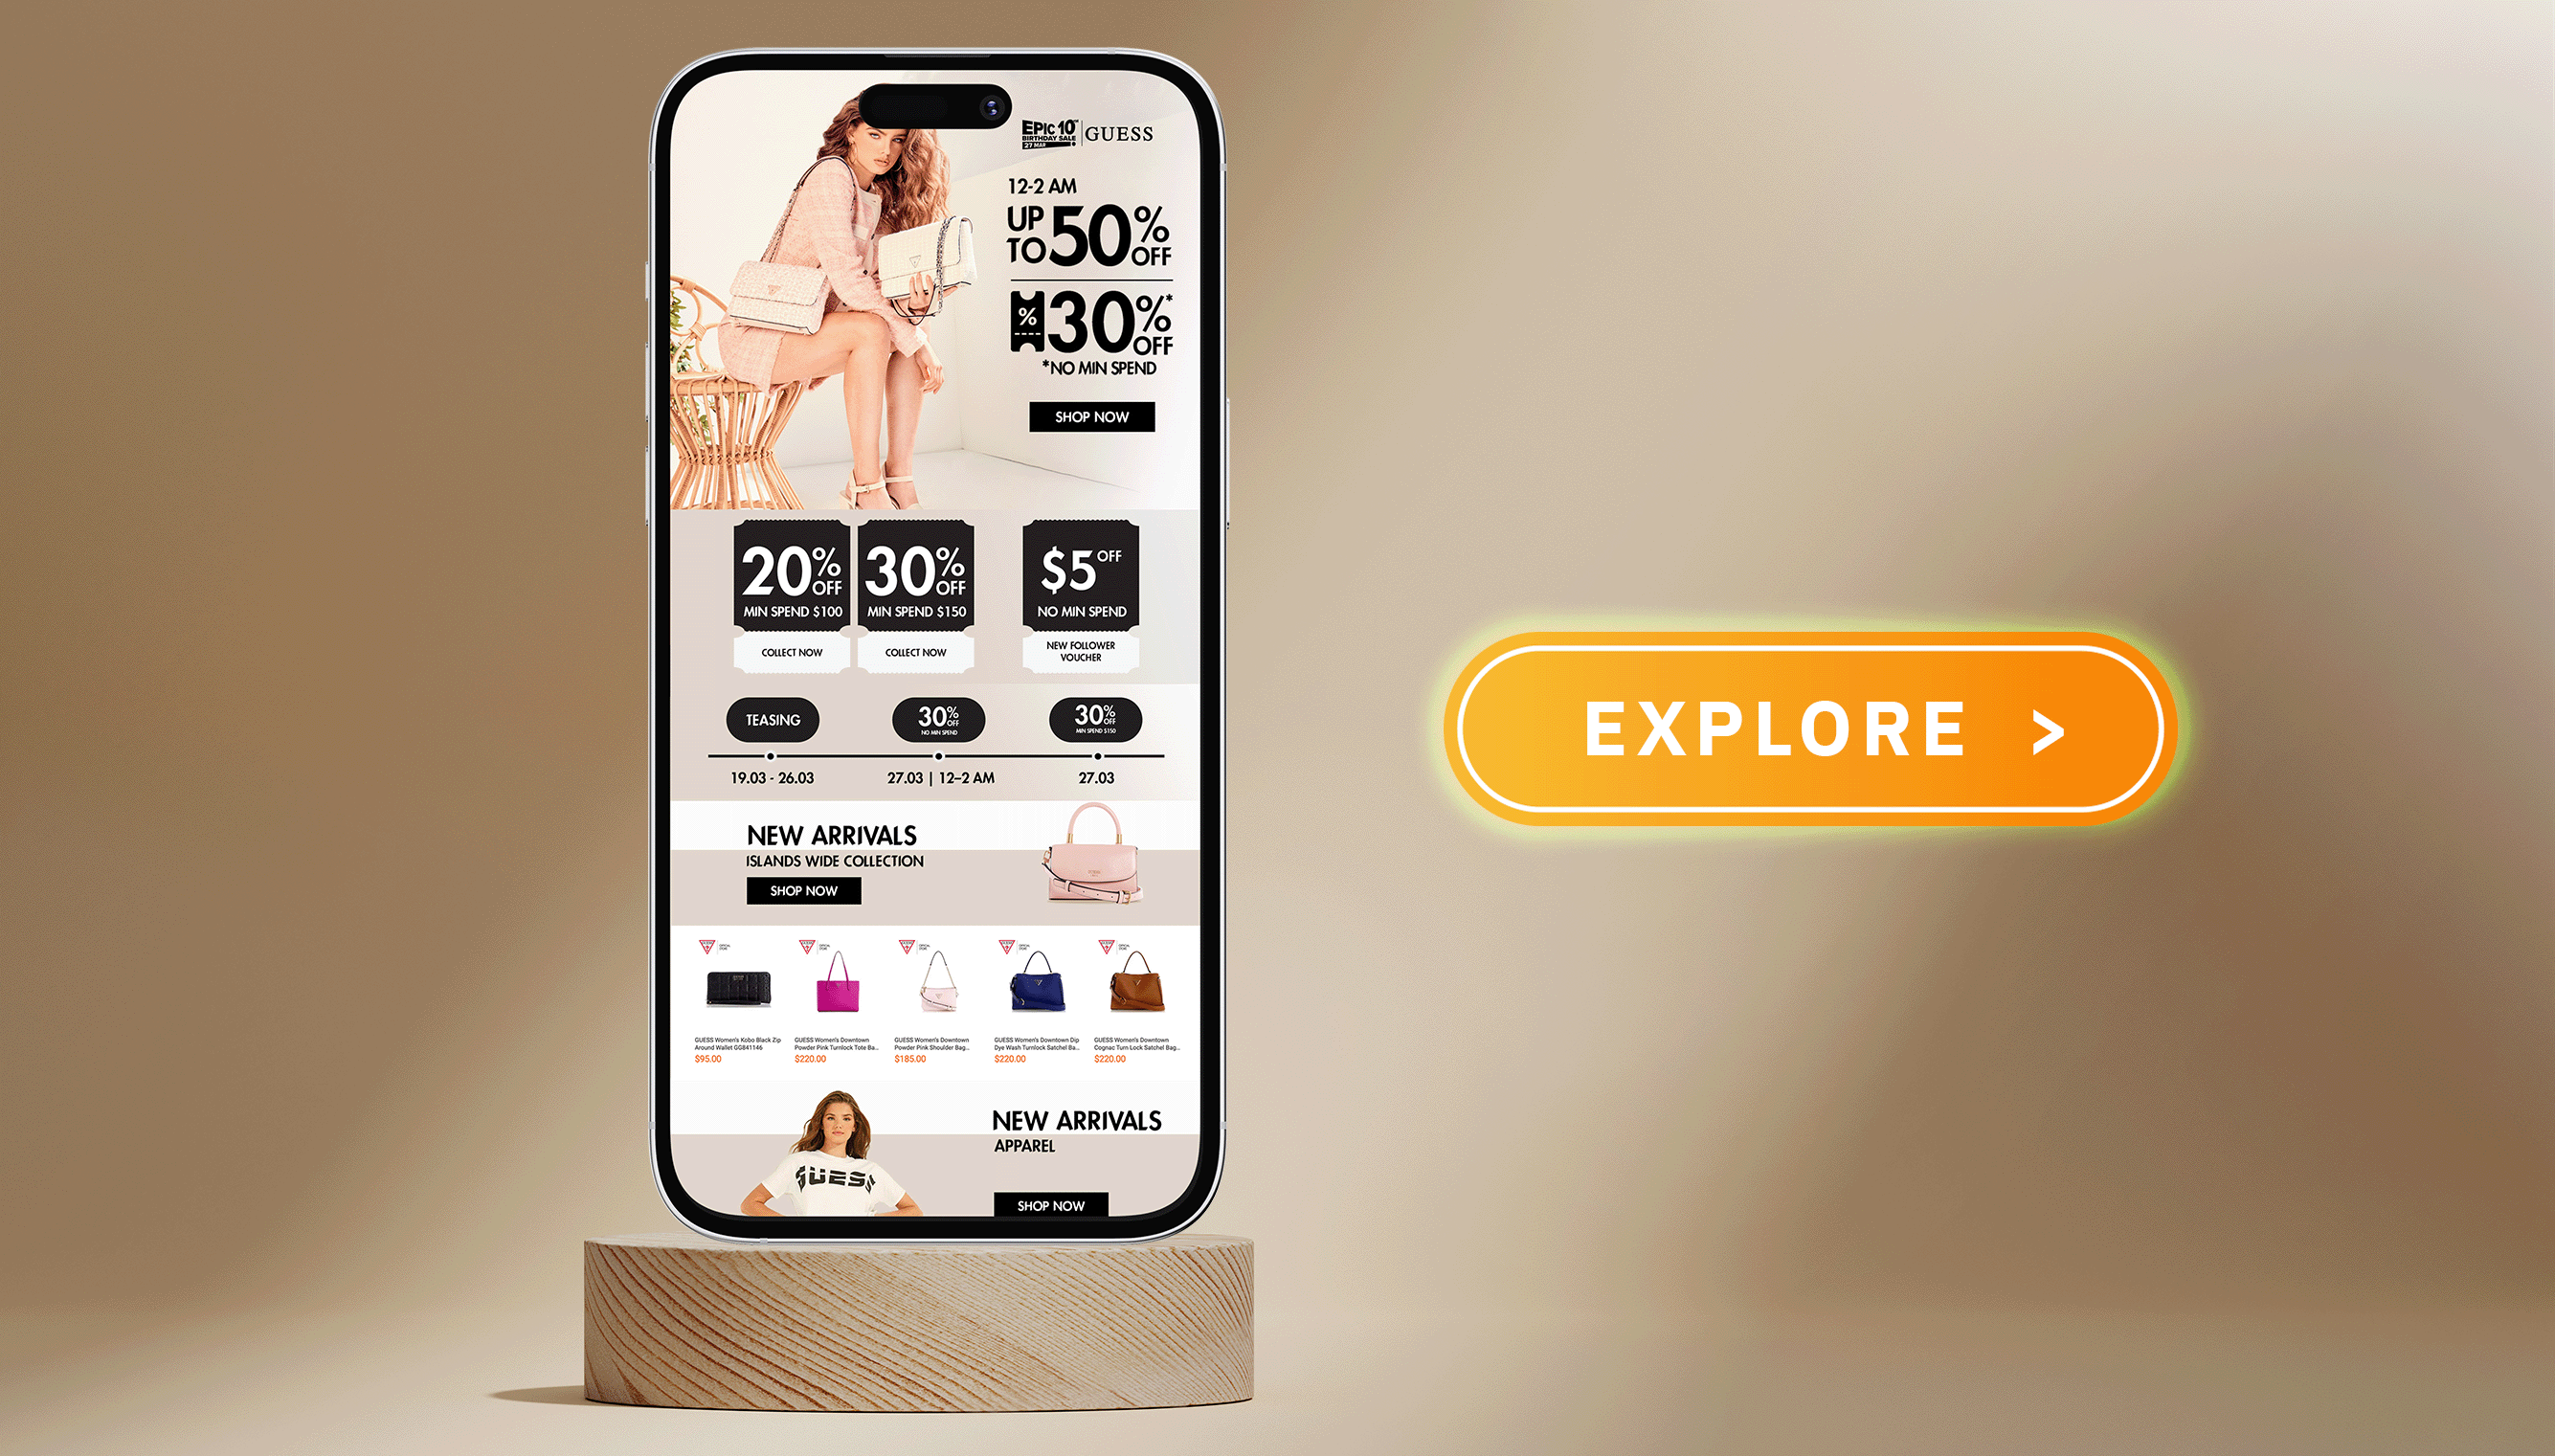 EPIC 10TH
BIRTHDAY SALE
27 MAR
GUESS
12-2 AM
UP TO 50% OFF
% 30%* OFF
*NO MIN SPEND
SHOP NOW
20% OFF
MIN SPEND $100
COLLECT NOW
30% OFF
MIN SPEND $150
COLLECT NOW
$5 OFF
NO MIN SPEND
NEW FOLLOWER
VOUCHER
TEASING
30% OFF
NO MIN SPEND
30% OFF
MIN SPEND $150
19.03 - 26.03
27.03 | 12–2 AM
27.03
NEW ARRIVALS
ISLANDS WIDE COLLECTION
SHOP NOW
GUESS Women's Kobo Black Zip
Around Wallet GG841146
$95.00
GUESS Women's Downtown
Powder Pink Turnlock Tote Ba...
$220.00
GUESS Women's Downtown
Powder Pink Shoulder Bag...
$185.00
GUESS Women's Downtown Dip
Dye Wash Turnlock Satchel Ba...
$220.00
GUESS Women's Downtown
Cognac Turn Lock Satchel Bag...
$220.00
NEW ARRIVALS
APPAREL
SHOP NOW
GUESS
EXPLORE >